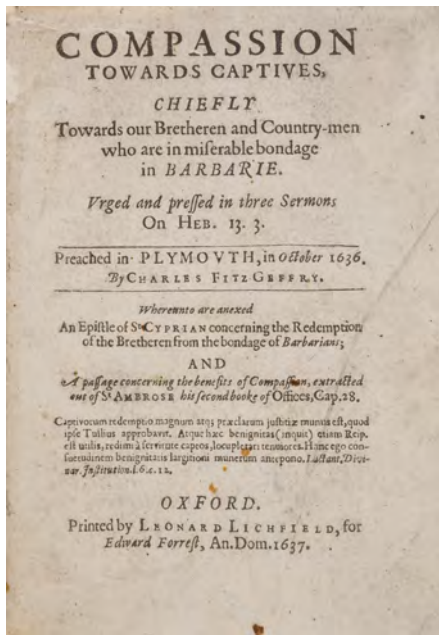 COMPASSION
TOWARDS CAPTIVES,
CHIEFLY
Towards our Bretheren and Country-men
who are in miſerable bondage
in BARBARIE.
Vrged and preſſed in three Sermons
On HEB. 13. 3.
Preached in PLYMOVTH, in October 1636.
By CHARLES FITZ GEFFRY.
Whereunto are anexed
An Epiſtle of St CYPRIAN concerning the Redemption
of the Bretheren from the bondage of Barbarians;
AND
A paſſage concerning the benefits of Compaſſion, extracted
out of St AMBROSE his ſecond booke of Offices, Cap. 28.
Captivorum redemptio magnum atq; præclarum juſtitiæ munus eſt, quod
ipſe Tullius approbavit. Atque hæc benignitas (inquit) etiam Reip.
eſt utilis, redimi à ſervitute captos, locupletari tenuiores. Hanc ego con-
ſuetudinem benignitatis largitioni munerum antepono. Lactant. Divi-
nar. Inſtitution. l. 6. c. 12.
OXFORD.
Printed by LEONARD LICHFIELD, for
Edward Forreſt, An. Dom. 1637.